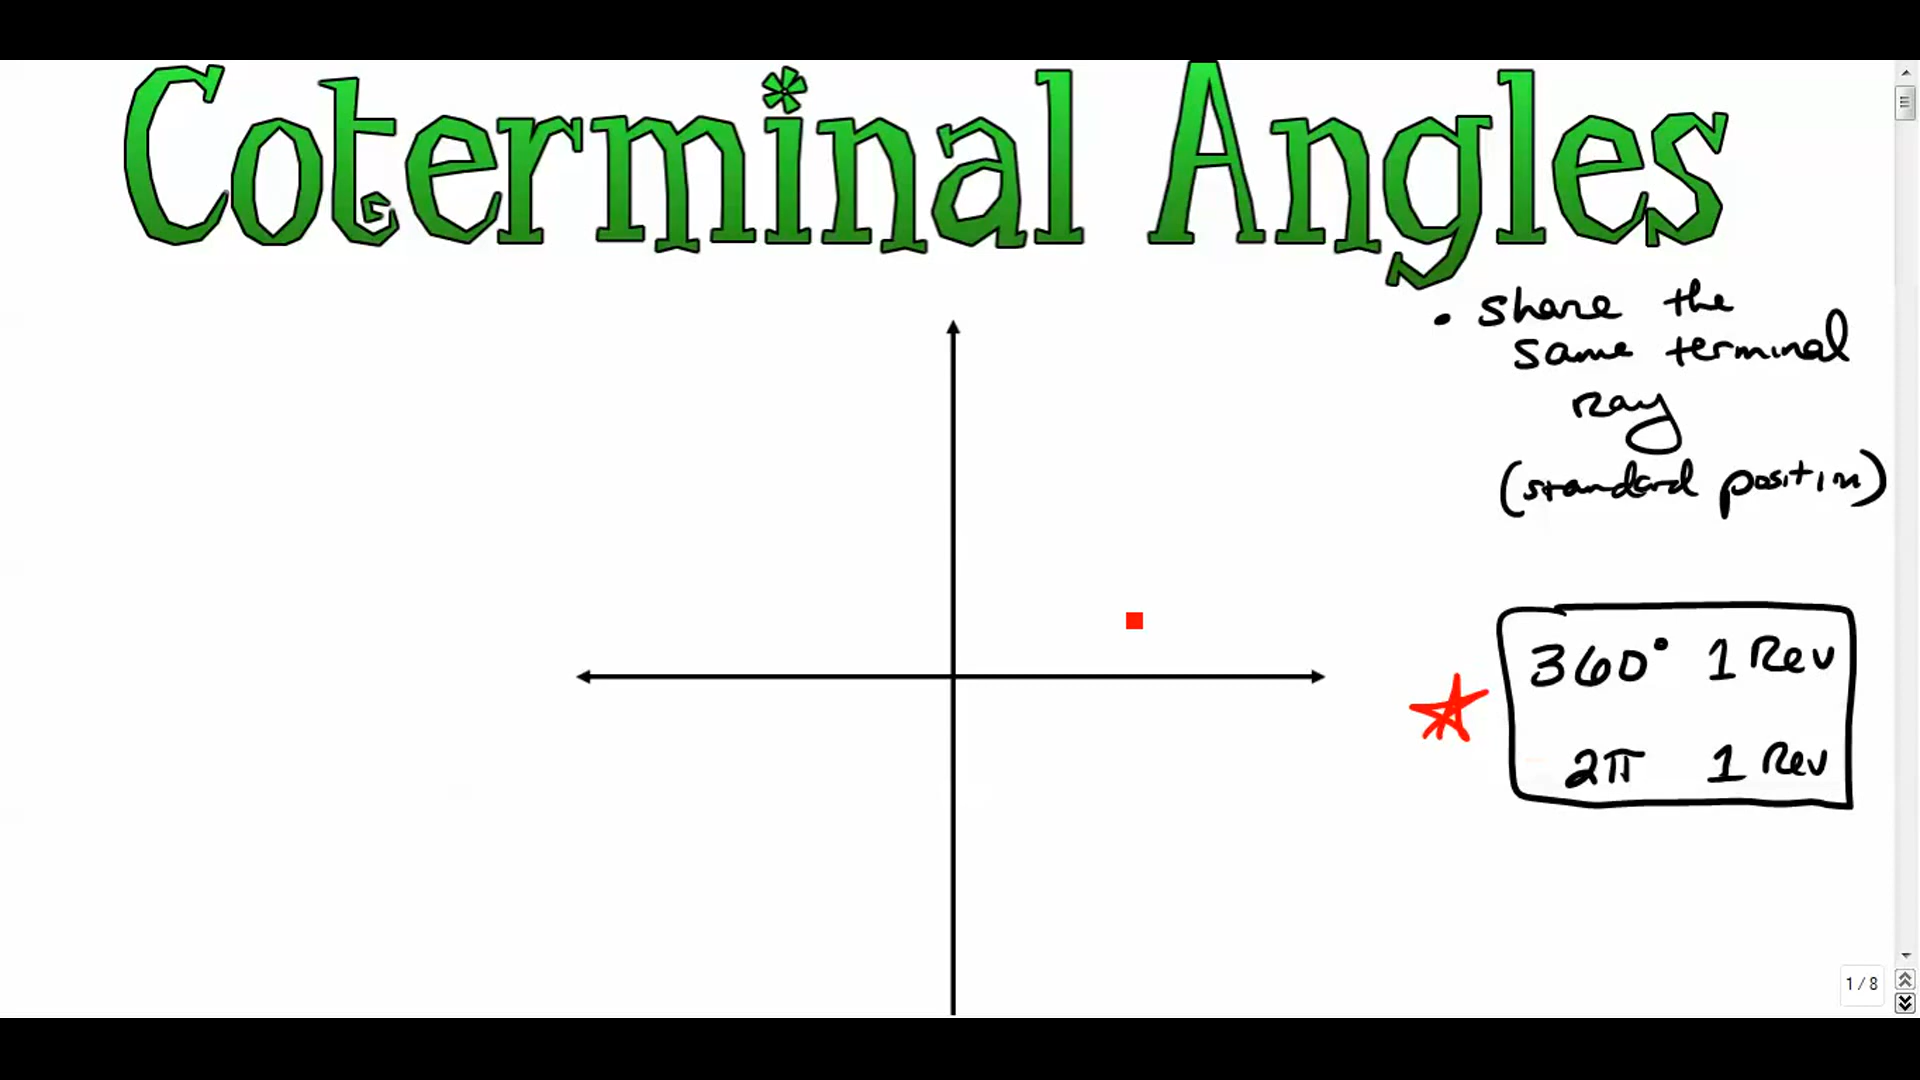 Coterminal Angles
• share the
same terminal
ray
(standard position)
360° 1 Rev
2π 1 Rev
1 / 8